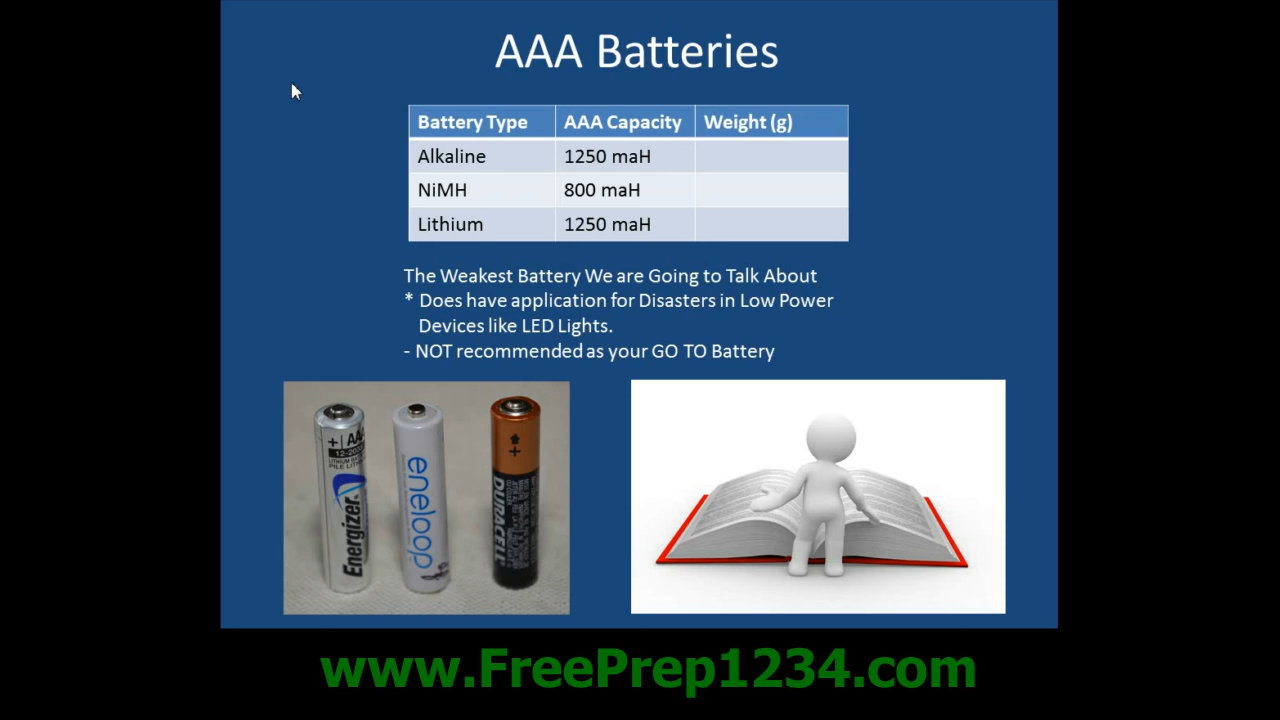 AAA Batteries
Battery Type AAA Capacity Weight (g)
Alkaline 1250 maH
NiMH 800 maH
Lithium 1250 maH
The Weakest Battery We are Going to Talk About
* Does have application for Disasters in Low Power
Devices like LED Lights.
- NOT recommended as your GO TO Battery
+ AAA
PILE
Energizer
eneloop
+
DURACELL
www.FreePrep1234.com